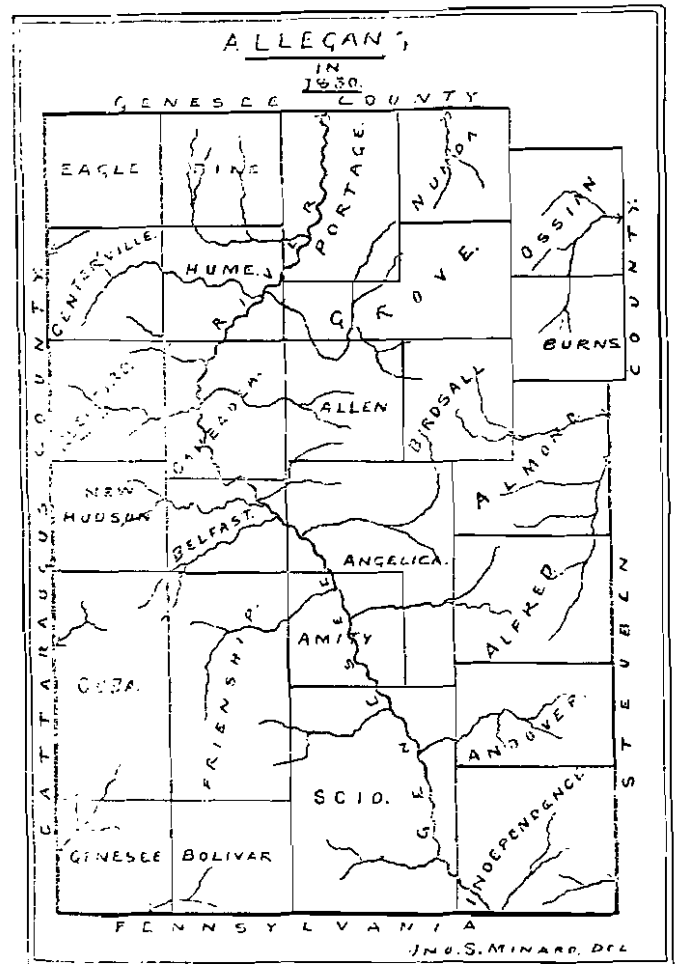 ALLEGANY
IN
1830.
GENESEE COUNTY
EAGLE
PIKE
PORTAGE.
NUNDA
OSSIAN
CENTERVILLE.
HUME.
GROVE.
BURNS
COUNTY.
CANEADEA.
ALLEN
BIRDSALL
ALMOND
NEW
HUDSON
BELFAST.
ANGELICA.
ALFRED.
CUBA.
FRIENSHIP.
AMITY
ANDOVER.
SCIO.
INDEPENDENCE.
GENESEE
BOLIVAR
GENESEE RIVER
CATTARAUGUS COUNTY.
STEUBEN
PENNSYLVANIA
JNO. S. MINARD, DEL